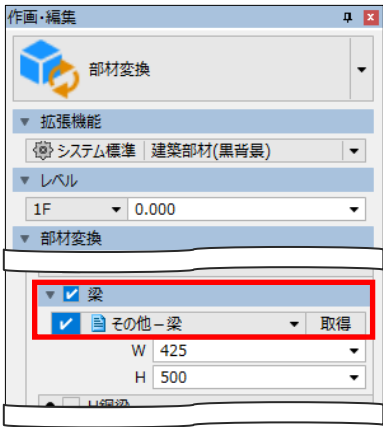 作画・編集
部材変換
拡張機能
システム標準 建築部材(黒背景)
レベル
1F 0.000
部材変換
梁
その他－梁 取得
W 425
H 500